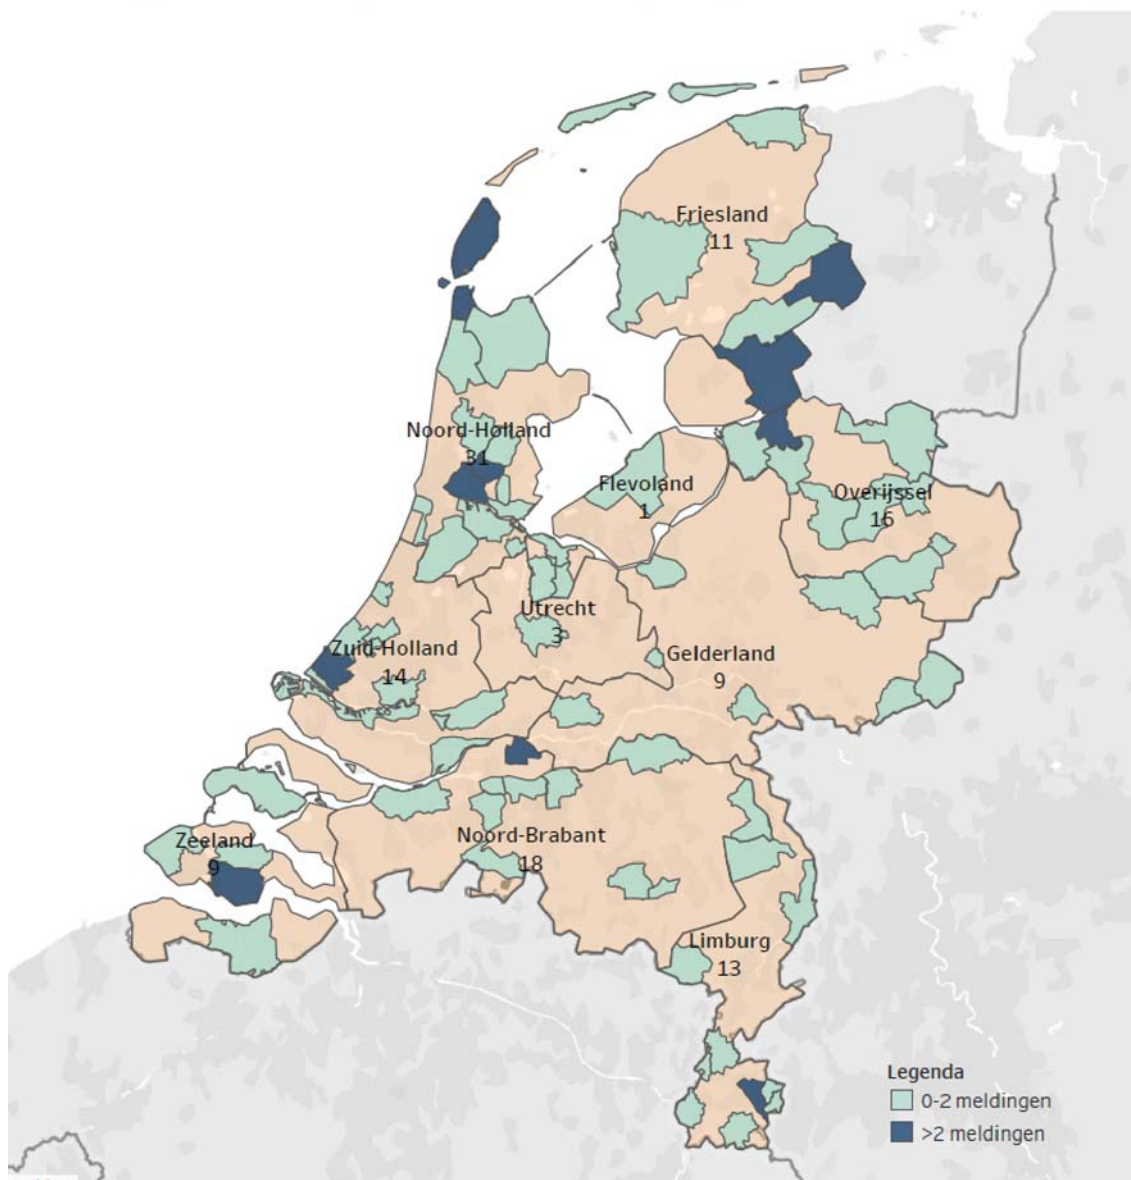 Friesland
11
Noord-Holland
31
Flevoland
1
Overijssel
16
Utrecht
3
Zuid-Holland
14
Gelderland
9
Zeeland
9
Noord-Brabant
18
Limburg
13
Legenda
0-2 meldingen
>2 meldingen